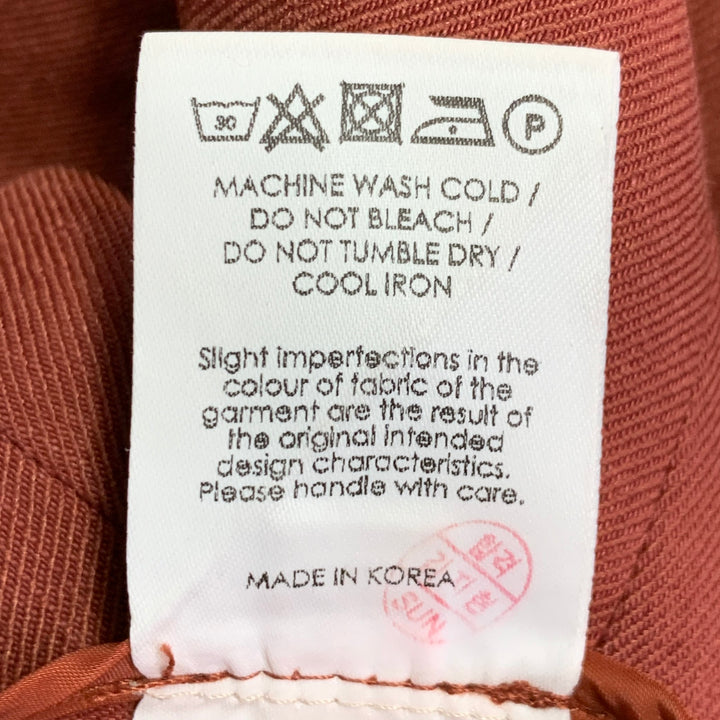 30 P
MACHINE WASH COLD /
DO NOT BLEACH /
DO NOT TUMBLE DRY /
COOL IRON
Slight imperfections in the
colour of fabric of the
garment are the result of
the original intended
design characteristics.
Please handle with care.
MADE IN KOREA
SUN